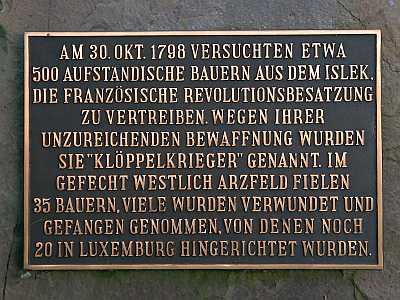 AM 30. OKT. 1798 VERSUCHTEN ETWA
500 AUFSTANDISCHE BAUERN AUS DEM ISLEK,
DIE FRANZÖSISCHE REVOLUTIONSBESATZUNG
ZU VERTREIBEN. WEGEN IHRER
UNZUREICHENDEN BEWAFFNUNG WURDEN
SIE "KLÖPPELKRIEGER" GENANNT. IM
GEFECHT WESTLICH ARZFELD FIELEN
35 BAUERN, VIELE WURDEN VERWUNDET UND
GEFANGEN GENOMMEN, VON DENEN NOCH
20 IN LUXEMBURG HINGERICHTET WURDEN.